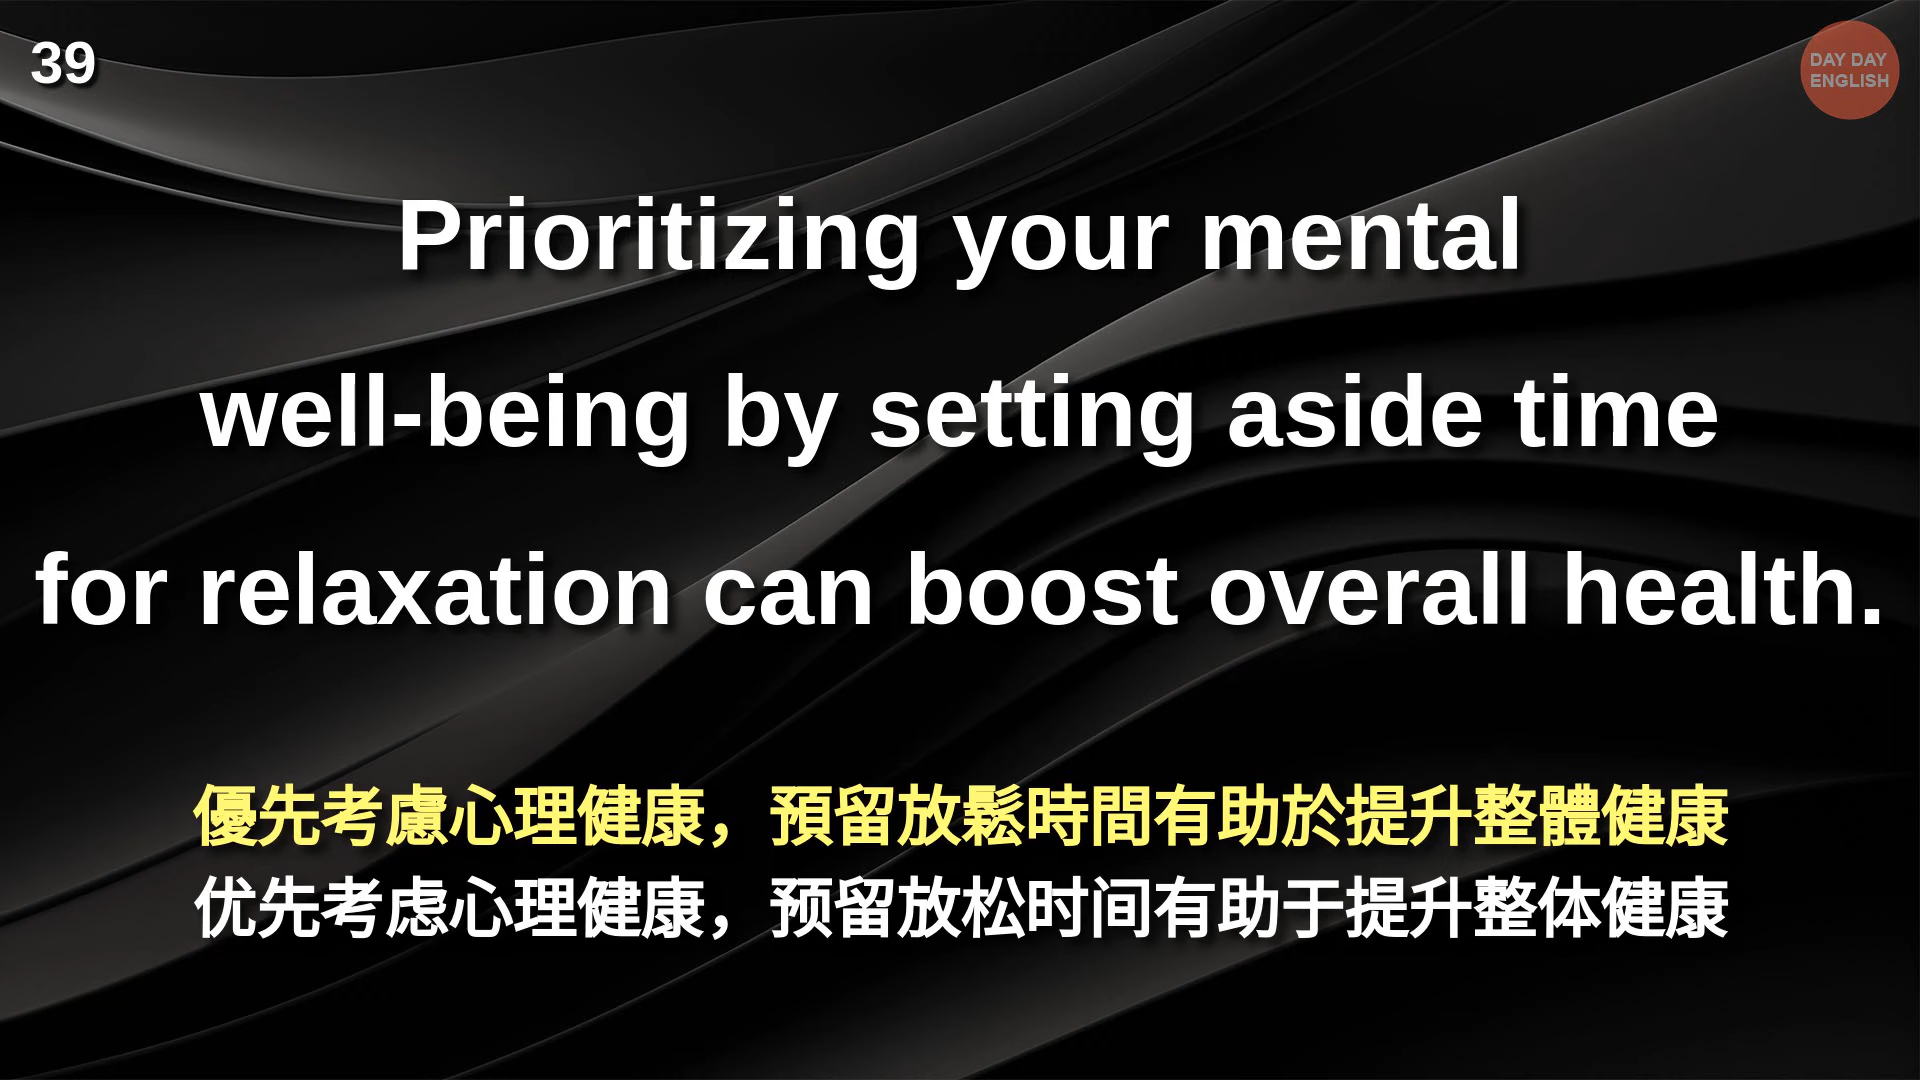 39
DAY DAY
ENGLISH
Prioritizing your mental
well-being by setting aside time
for relaxation can boost overall health.
優先考慮心理健康，預留放鬆時間有助於提升整體健康
优先考虑心理健康，预留放松时间有助于提升整体健康